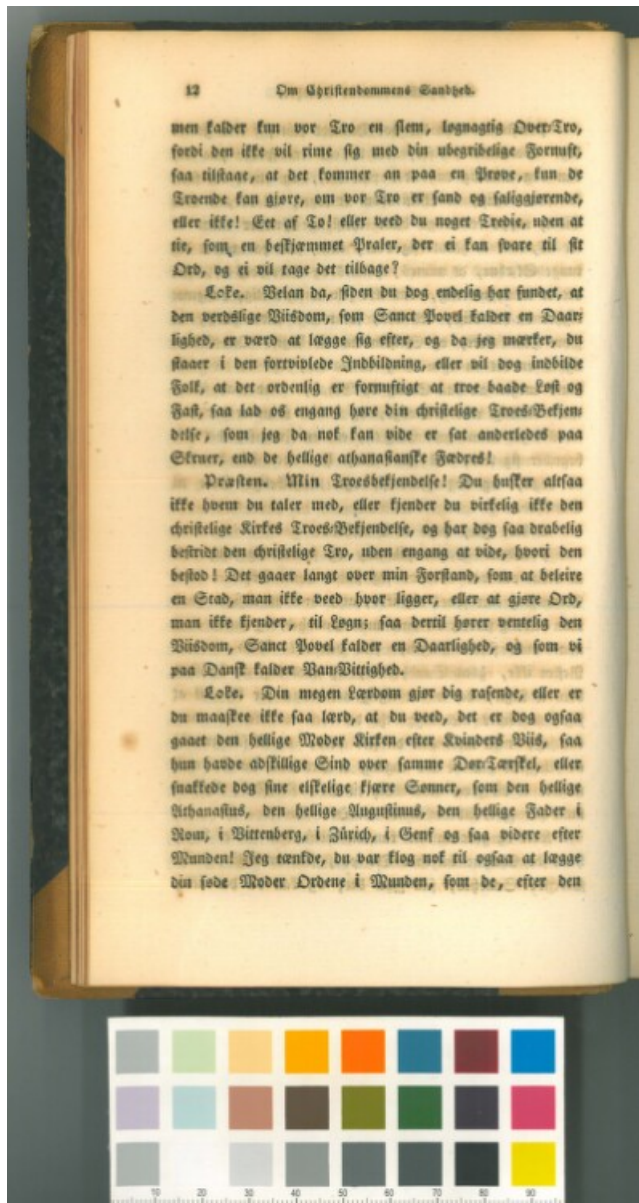 12 Om Christendommens Sandhed.
men kalder kun vor Tro en slem, løgnagtig Over-Tro,
fordi den ikke vil rime sig med din ubegribelige Fornuft,
saa tilstaae, at det kommer an paa en Prøve, kun de
Troende kan gjøre, om vor Tro er sand og saliggjørende,
eller ikke! Eet af To! eller veed du noget Tredie, uden at
tie, som en beskjæmmet Praler, der ei kan svare til sit
Ord, og ei vil tage det tilbage?
Loke. Velan da, siden du dog endelig har fundet, at
den verdslige Viisdom, som Sanct Povel kalder en Daar-
lighed, er værd at lægge sig efter, og da jeg mærker, du
staaer i den fortvivlede Indbildning, eller vil dog indbilde
Folk, at det ordenlig er fornuftigt at troe baade Løst og
Fast, saa lad os engang høre din christelige Troes-Bekjen-
delse, som jeg da nok kan vide er sat anderledes paa
Skruer, end de hellige athanasianske Fædres!
Præsten. Min Troesbekjendelse! Du husker altsaa
ikke hvem du taler med, eller kjender du virkelig ikke den
christelige Kirkes Troes-Bekjendelse, og har dog saa drabelig
bestridt den christelige Tro, uden engang at vide, hvori den
bestod! Det gaaer langt over min Forstand, som at beleire
en Stad, man ikke veed hvor ligger, eller at gjøre Ord,
man ikke kjender, til Løgn; saa dertil hører ventelig den
Viisdom, Sanct Povel kalder en Daarlighed, og som vi
paa Dansk kalder Van-Vittighed.
Loke. Din megen Lærdom gjør dig rasende, eller er
du maaskee ikke saa lærd, at du veed, det er dog ogsaa
gaaet den hellige Moder Kirken efter Kvinders Viis, saa
hun havde adskillige Sind over samme Dør-Tærskel, eller
snakkede dog sine elskelige kjære Sønner, som den hellige
Athanasius, den hellige Augustinus, den hellige Fader i
Rom, i Vittenberg, i Zürich, i Genf og saa videre efter
Munden! Jeg tænkde, du var klog nok til ogsaa at lægge
din søde Moder Ordene i Munden, som de, efter den
10 20 30 40 50 60 70 80 90